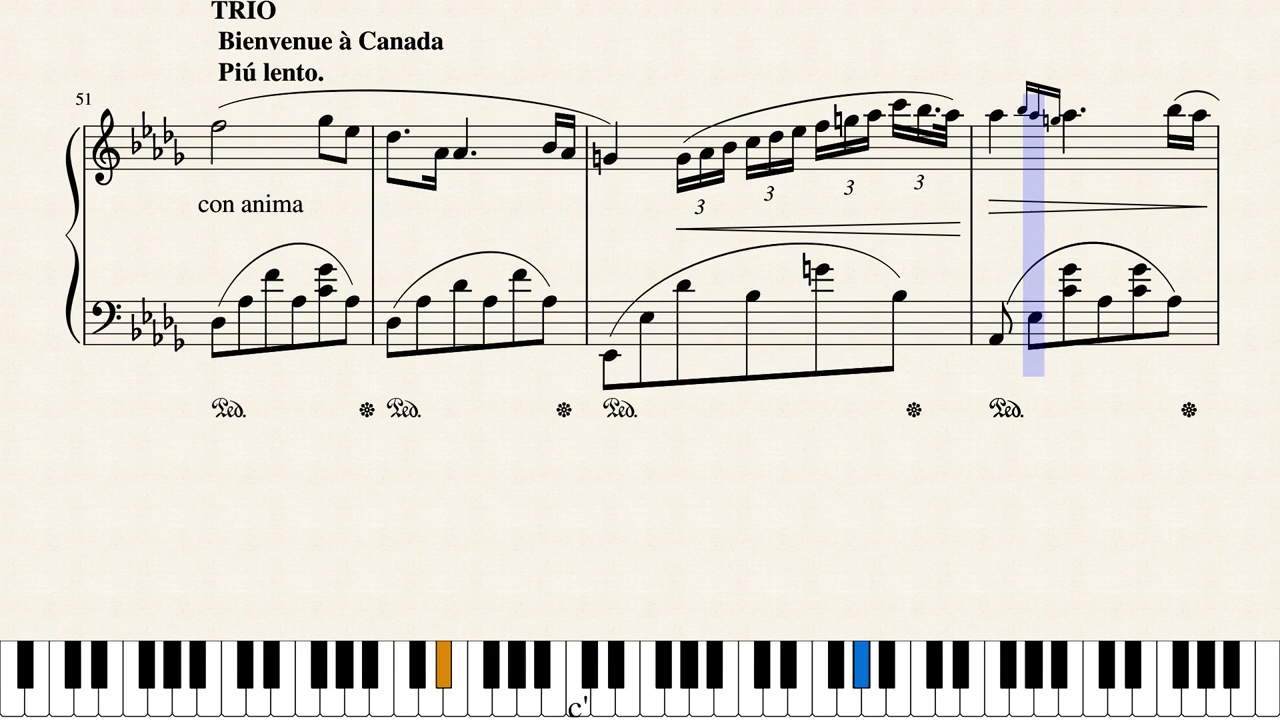 TRIO
Bienvenue à Canada
Piú lento.
51
con anima
3 3 3 3
Ped. Ped. Ped. Ped.
c'